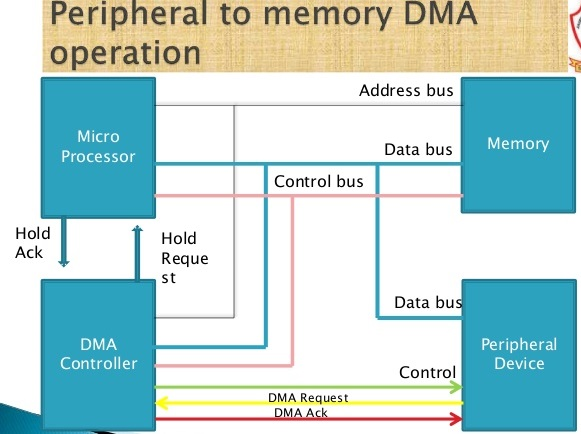 Peripheral to memory DMA
operation
Address bus
Micro
Processor
Memory
Data bus
Control bus
Hold
Ack
Hold
Reque
st
Data bus
DMA
Controller
Peripheral
Device
Control
DMA Request
DMA Ack